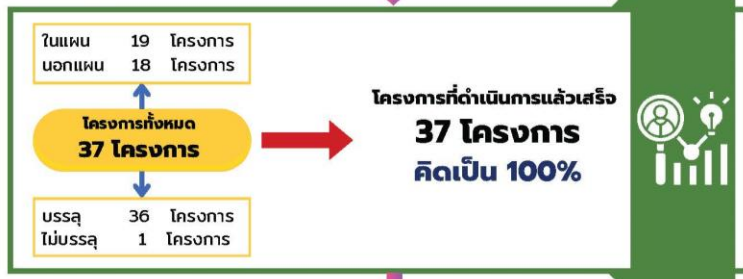 ในแผน 19 โครงการ
นอกแผน 18 โครงการ
โครงการทั้งหมด
37 โครงการ
บรรลุ 36 โครงการ
ไม่บรรลุ 1 โครงการ
โครงการที่ดำเนินการแล้วเสร็จ
37 โครงการ
คิดเป็น 100%